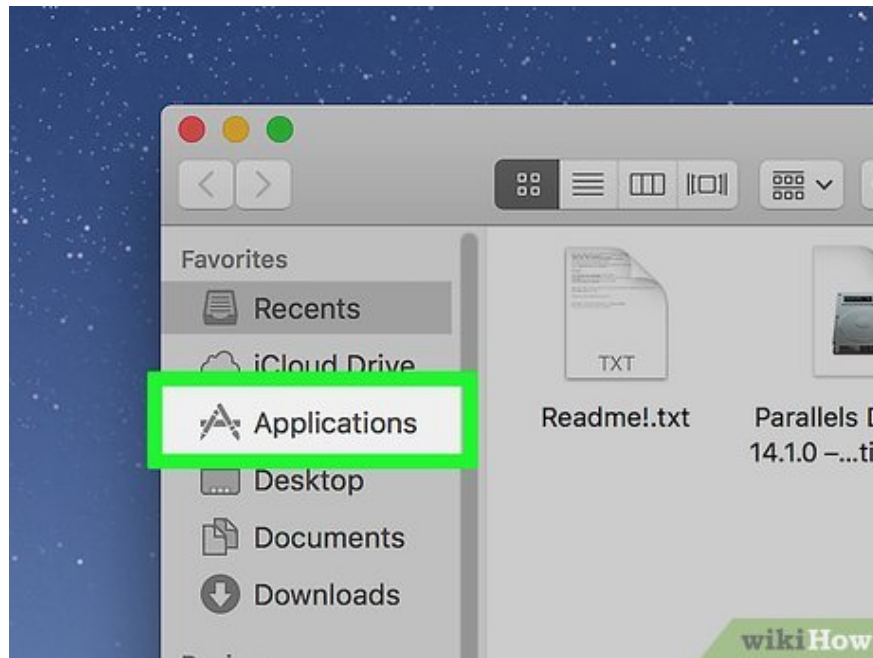 Favorites
Recents
iCloud Drive
Applications
Desktop
Documents
Downloads
TXT
Readme!.txt
Parallels
14.1.0 –...ti
wikiHow